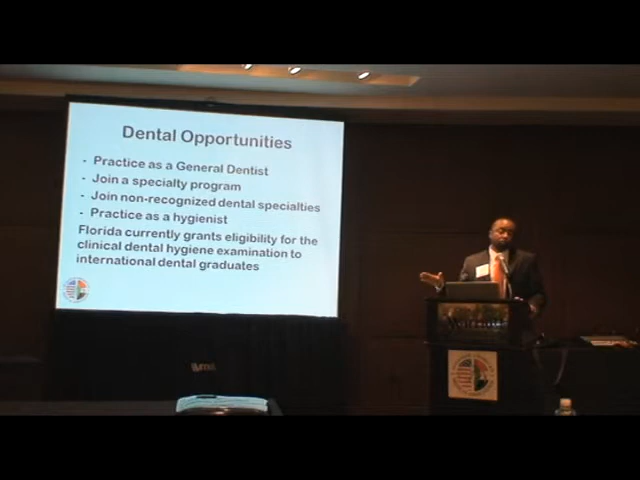 Dental Opportunities
- Practice as a General Dentist
- Join a specialty program
- Join non-recognized dental specialties
- Practice as a hygienist
Florida currently grants eligibility for the
clinical dental hygiene examination to
international dental graduates
Marriott